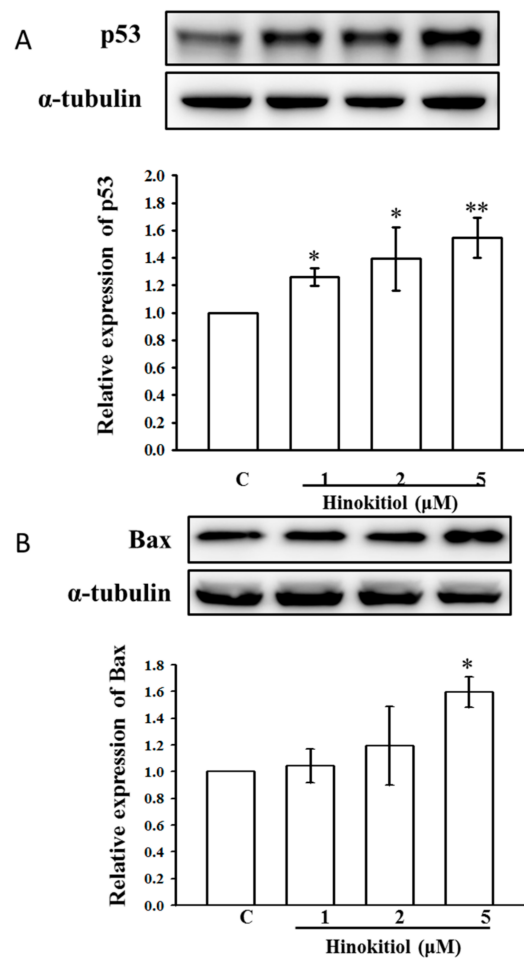 A
p53
α-tubulin
Relative expression of p53
2.0
1.8
1.6
1.4
1.2
1.0
0.8
0.6
0.4
0.2
0.0
*
*
**
C 1 2 5
Hinokitiol (µM)
B
Bax
α-tubulin
Relative expression of Bax
1.8
1.6
1.4
1.2
1.0
0.8
0.6
0.4
0.2
0.0
*
C 1 2 5
Hinokitiol (µM)